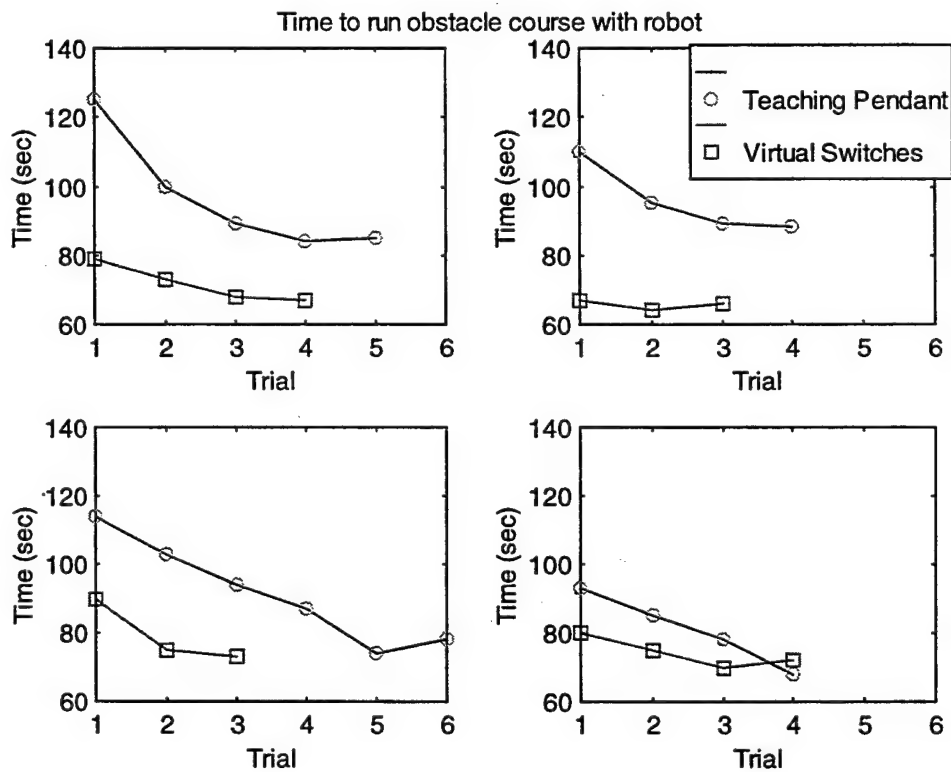 Time to run obstacle course with robot
140
120
100
80
60
Time (sec)
1 2 3 4 5 6
Trial
140
120
100
80
60
Time (sec)
1 2 3 4 5 6
Trial
Teaching Pendant
Virtual Switches
140
120
100
80
60
Time (sec)
1 2 3 4 5 6
Trial
140
120
100
80
60
Time (sec)
1 2 3 4 5 6
Trial